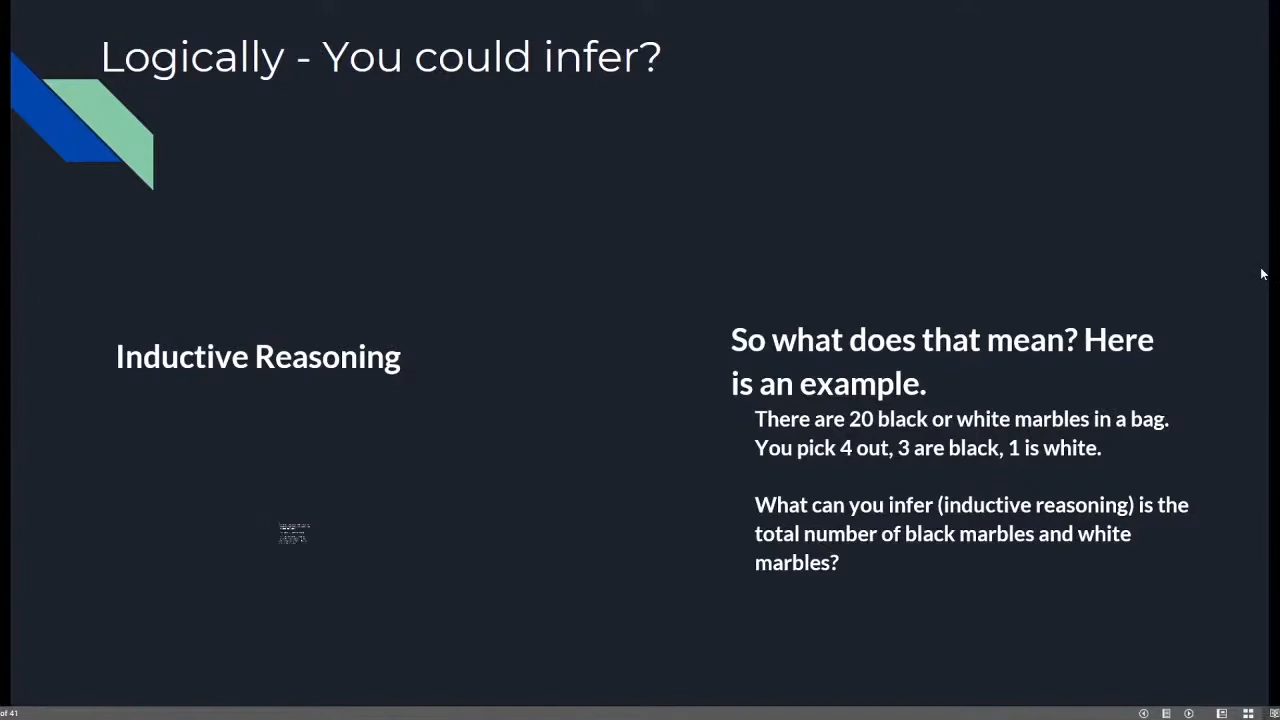 Logically - You could infer?
Inductive Reasoning
So what does that mean? Here
is an example.
There are 20 black or white marbles in a bag.
You pick 4 out, 3 are black, 1 is white.
What can you infer (inductive reasoning) is the
total number of black marbles and white
marbles?
of 41